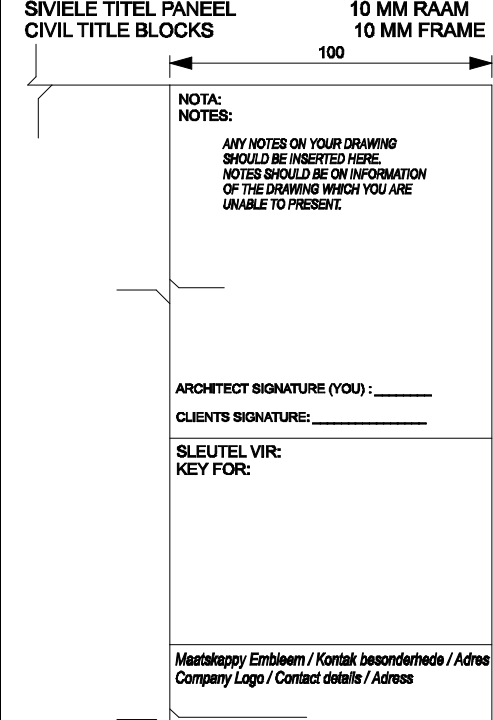 SIVIELE TITEL PANEEL 10 MM RAAM
CIVIL TITLE BLOCKS 10 MM FRAME
100
NOTA:
NOTES:
ANY NOTES ON YOUR DRAWING
SHOULD BE INSERTED HERE.
NOTES SHOULD BE ON INFORMATION
OF THE DRAWING WHICH YOU ARE
UNABLE TO PRESENT.
ARCHITECT SIGNATURE (YOU) : ________
CLIENTS SIGNATURE: ________________
SLEUTEL VIR:
KEY FOR:
Maatskappy Embleem / Kontak besonderhede / Adres
Company Logo / Contact details / Adress